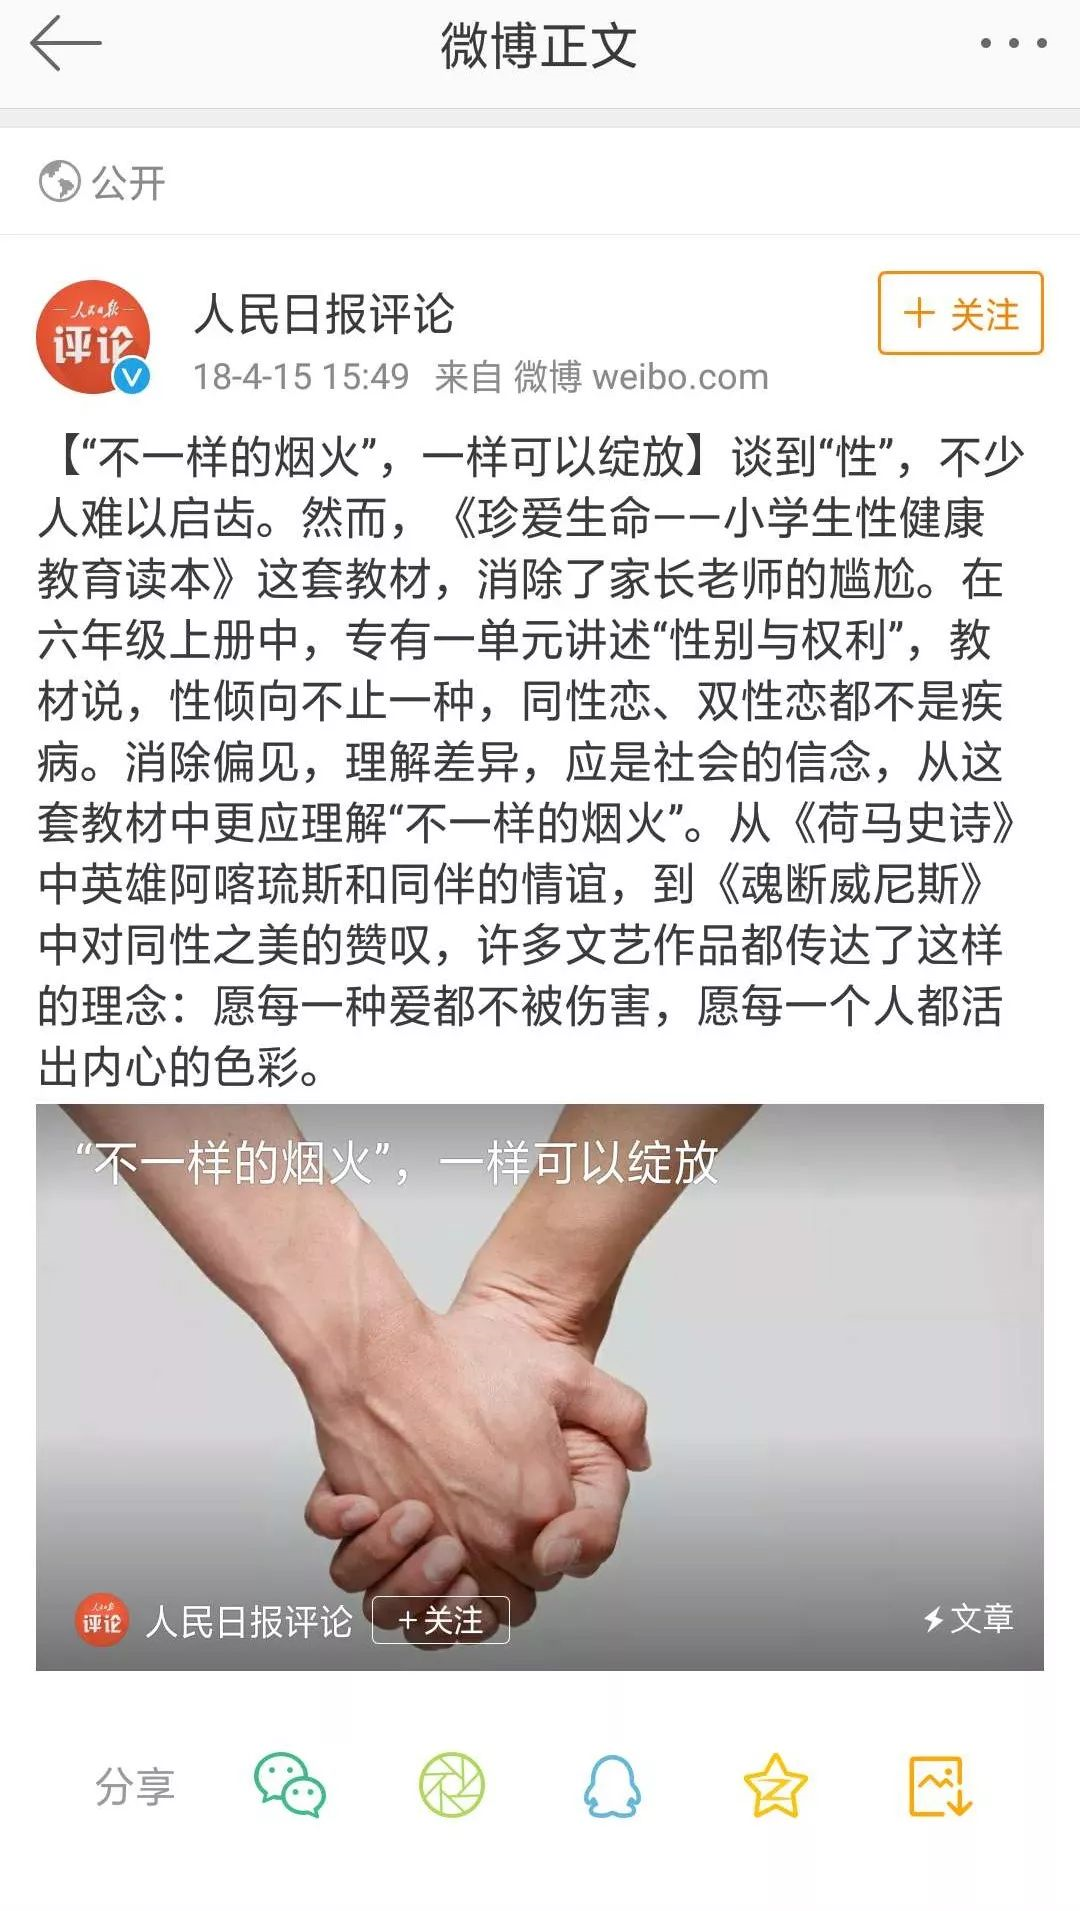 微博正文
公开
人民日报
评论
人民日报评论
+ 关注
18-4-15 15:49 来自 微博 weibo.com
【“不一样的烟火”，一样可以绽放】谈到“性”，不少
人难以启齿。然而，《珍爱生命——小学生性健康
教育读本》这套教材，消除了家长老师的尴尬。在
六年级上册中，专有一单元讲述“性别与权利”，教
材说，性倾向不止一种，同性恋、双性恋都不是疾
病。消除偏见，理解差异，应是社会的信念，从这
套教材中更应理解“不一样的烟火”。从《荷马史诗》
中英雄阿喀琉斯和同伴的情谊，到《魂断威尼斯》
中对同性之美的赞叹，许多文艺作品都传达了这样
的理念：愿每一种爱都不被伤害，愿每一个人都活
出内心的色彩。
“不一样的烟火”，一样可以绽放
人民日报
评论
人民日报评论
+关注
文章
分享